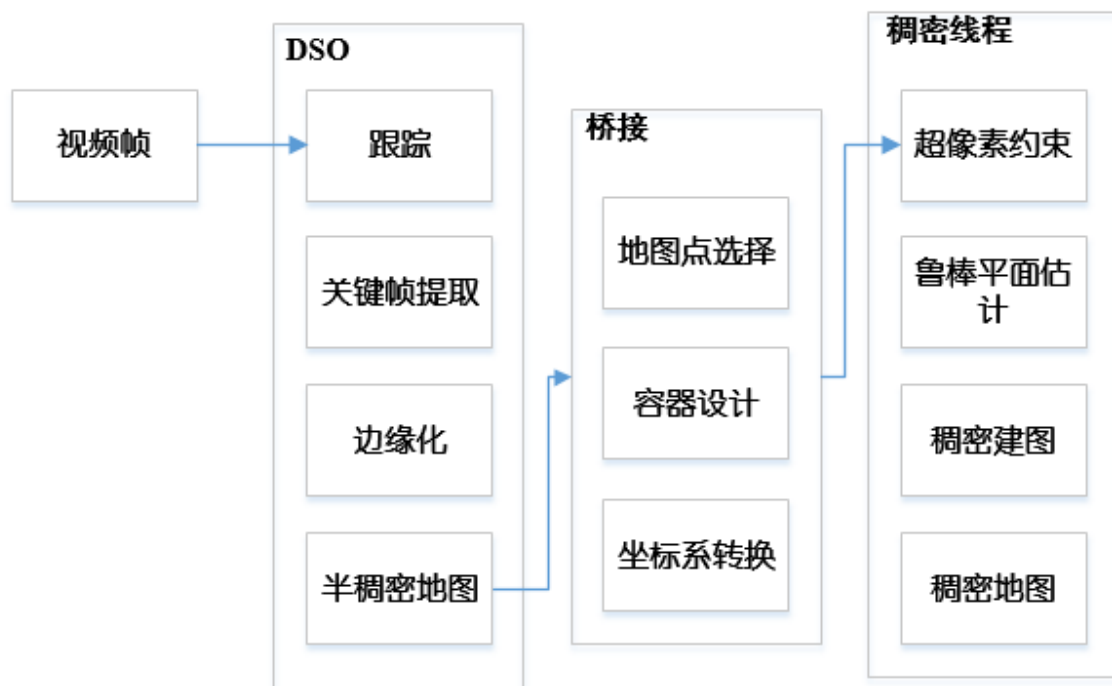 视频帧
DSO
跟踪
关键帧提取
边缘化
半稠密地图
桥接
地图点选择
容器设计
坐标系转换
稠密线程
超像素约束
鲁棒平面估
计
稠密建图
稠密地图